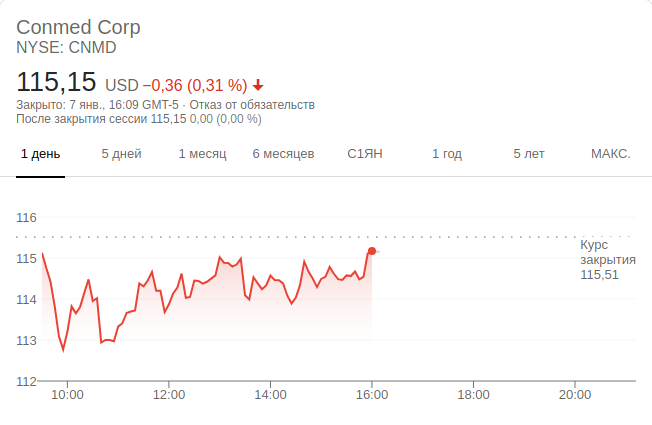 Conmed Corp
NYSE: CNMD
115,15 USD −0,36 (0,31 %)
Закрыто: 7 янв., 16:09 GMT-5 · Отказ от обязательств
После закрытия сессии 115,15 0,00 (0,00 %)
1 день 5 дней 1 месяц 6 месяцев С1ЯН 1 год 5 лет МАКС.
116
115
114
113
112
Курс
закрытия
115,51
10:00 12:00 14:00 16:00 18:00 20:00